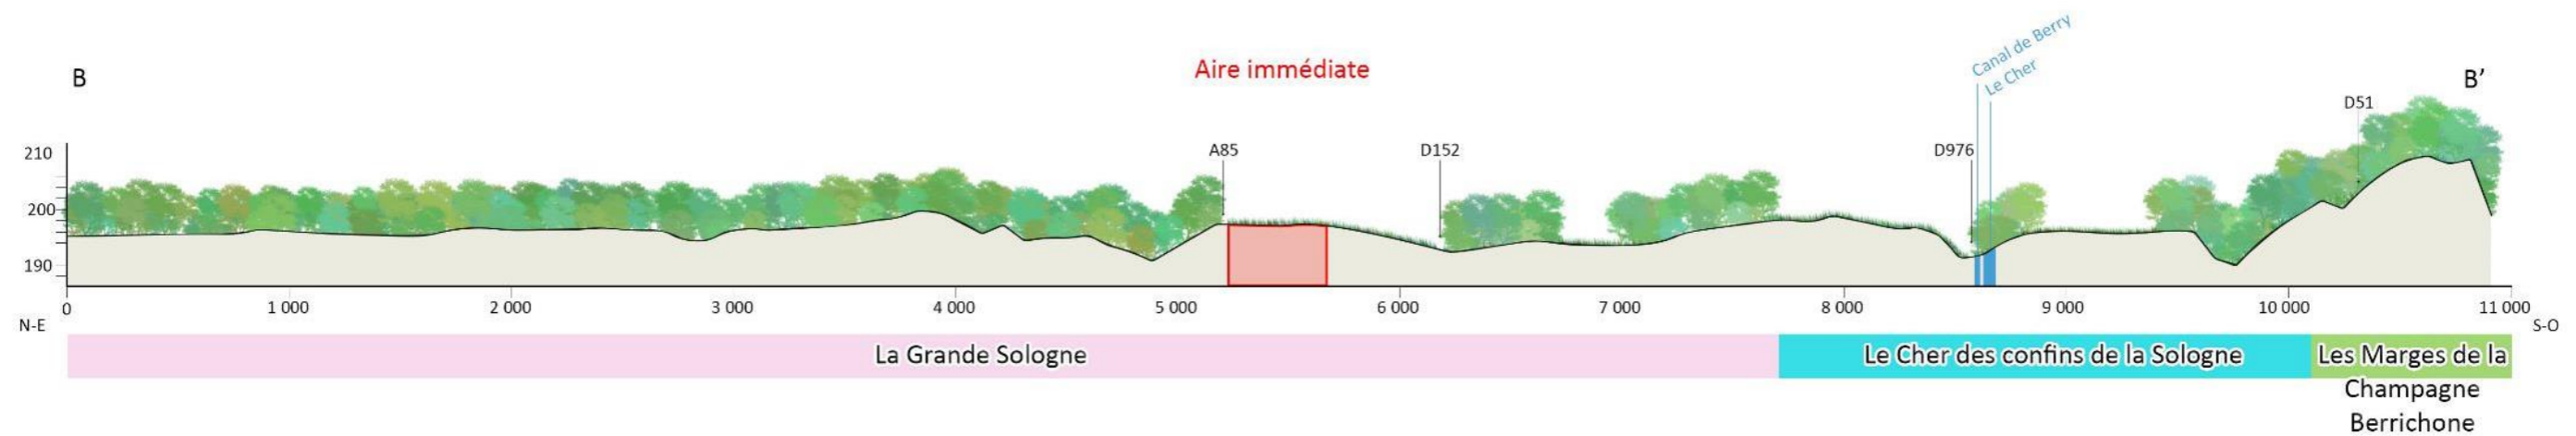 Canal de Berry
Le Cher
Aire immédiate
B
B'
D51
210
A85
D152
D976
200
190
0
1 000
2 000
3 000
4 000
5 000
6 000
7 000
8 000
9 000
10 000
11 000
N-E
S-O
La Grande Sologne
Le Cher des confins de la Sologne
Les Marges de la
Champagne
Berrichone